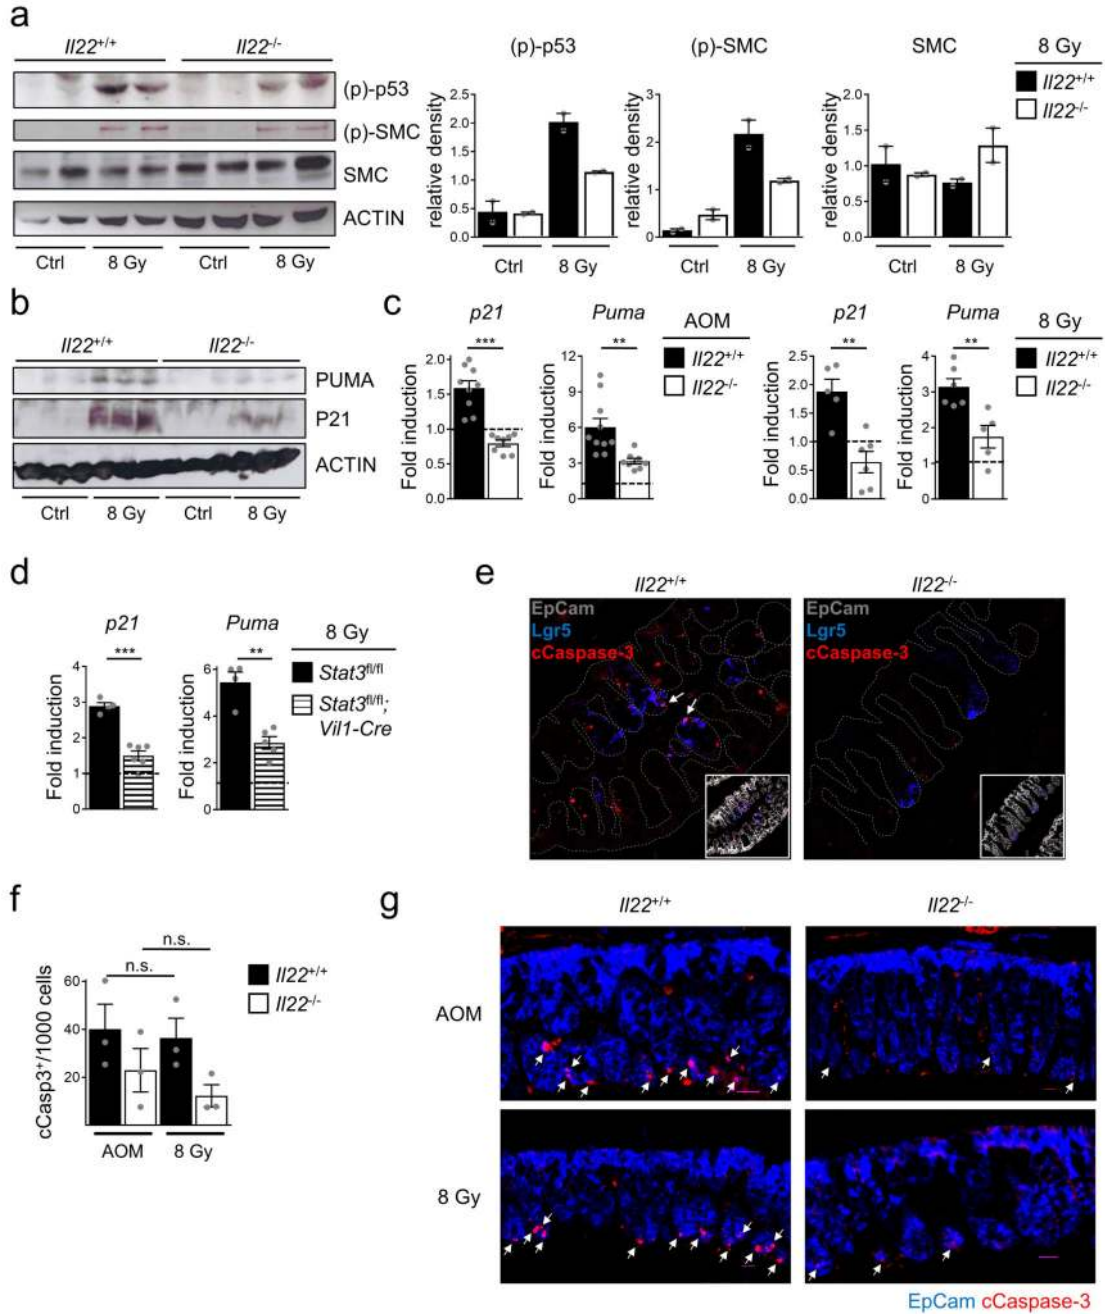 a
Il22+/+ Il22-/-
(p)-p53
(p)-SMC
SMC
ACTIN
Ctrl 8 Gy Ctrl 8 Gy
(p)-p53 (p)-SMC SMC 8 Gy
Il22+/+
Il22-/-
relative density
2.5
2.0
1.5
1.0
0.5
0.0
Ctrl 8 Gy
relative density
3
2
1
0
Ctrl 8 Gy
relative density
2.0
1.5
1.0
0.5
0.0
Ctrl 8 Gy
b
Il22+/+ Il22-/-
PUMA
P21
ACTIN
Ctrl 8 Gy Ctrl 8 Gy
c
p21 Puma AOM
*** **
Il22+/+
Il22-/-
Fold induction
2.0
1.5
1.0
0.5
0.0
Fold induction
12
9
6
3
0
p21 Puma 8 Gy
** **
Il22+/+
Il22-/-
Fold induction
2.5
2.0
1.5
1.0
0.5
0.0
Fold induction
4
3
2
1
0
d
p21 Puma 8 Gy
*** **
Stat3fl/fl
Stat3fl/fl;
Vil1-Cre
Fold induction
4
3
2
1
0
Fold induction
6
4
2
0
e
Il22+/+ Il22-/-
EpCam
Lgr5
cCaspase-3
EpCam
Lgr5
cCaspase-3
f
n.s.
n.s.
Il22+/+
Il22-/-
cCasp3+/1000 cells
60
40
20
AOM 8 Gy
g
Il22+/+ Il22-/-
AOM
8 Gy
EpCam cCaspase-3